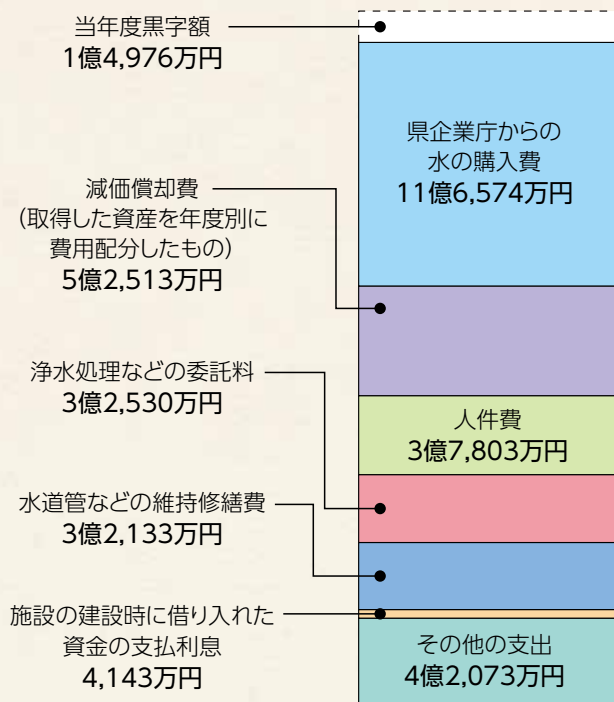 当年度黒字額
1億4,976万円
県企業庁からの
水の購入費
11億6,574万円
減価償却費
(取得した資産を年度別に
費用配分したもの)
5億2,513万円
人件費
3億7,803万円
浄水処理などの委託料
3億2,530万円
水道管などの維持修繕費
3億2,133万円
施設の建設時に借り入れた
資金の支払利息
4,143万円
その他の支出
4億2,073万円